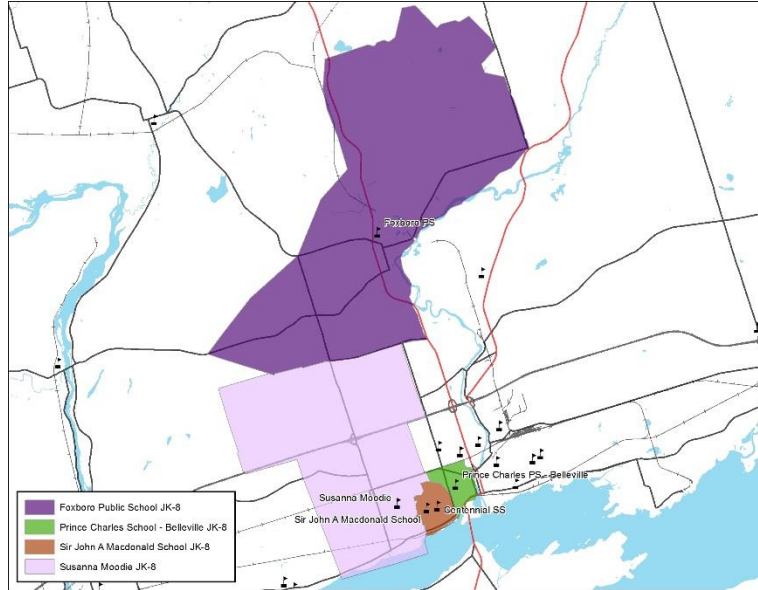 Foxboro PS
Prince Charles PS - Belleville
Susanna Moodie
Centennial SS
Sir John A Macdonald School
Foxboro Public School JK-8
Prince Charles School - Belleville JK-8
Sir John A Macdonald School JK-8
Susanna Moodie JK-8